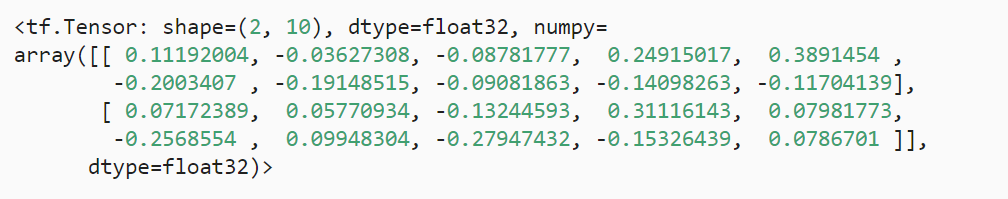 <tf.Tensor: shape=(2, 10), dtype=float32, numpy=
array([[ 0.11192004, -0.03627308, -0.08781777,  0.24915017,  0.3891454 ,
        -0.2003407 , -0.19148515, -0.09081863, -0.14098263, -0.11704139],
       [ 0.07172389,  0.05770934, -0.13244593,  0.31116143,  0.07981773,
        -0.2568554 ,  0.09948304, -0.27947432, -0.15326439,  0.0786701 ]],
      dtype=float32)>